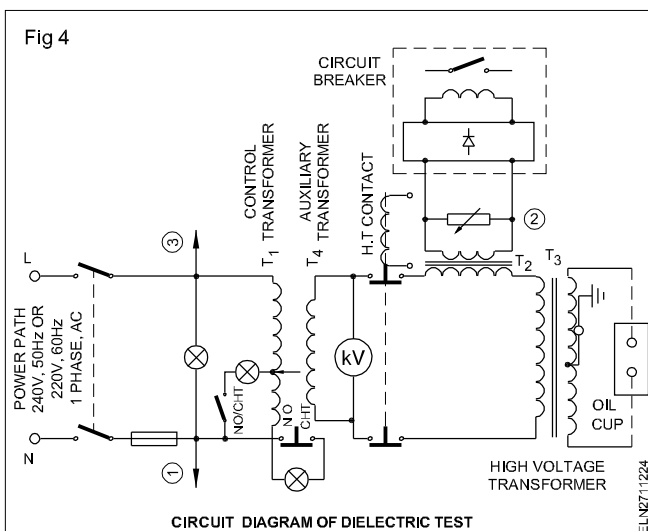 Fig 4
CIRCUIT
BREAKER
CONTROL
TRANSFORMER
AUXILIARY
TRANSFORMER
H.T CONTACT
3
2
L
T1
T4
T2
T3
POWER PATH
240V, 50Hz OR
220V, 60Hz
1 PHASE, AC
kV
NO/CHT
N O
CHT
OIL
CUP
N
1
HIGH VOLTAGE
TRANSFORMER
CIRCUIT DIAGRAM OF DIELECTRIC TEST
ELN2711224